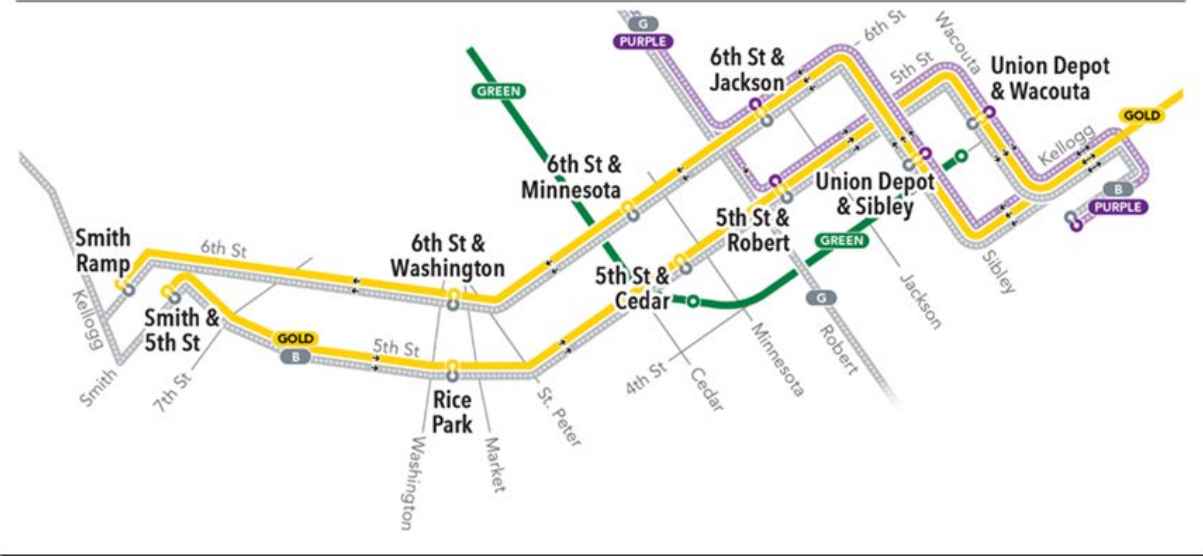 G
PURPLE
6th St
Wacouta
6th St &
Jackson
5th St
Union Depot
& Wacouta
GREEN
GOLD
Kellogg
6th St &
Minnesota
Union Depot
& Sibley
B
PURPLE
5th St &
Robert
Smith
Ramp
6th St
6th St &
Washington
GREEN
5th St &
Cedar
Sibley
Jackson
Kellogg
Smith &
5th St
GOLD
B
5th St
G
Minnesota
Robert
Smith
7th St
4th St
Cedar
Rice
Park
St. Peter
Washington
Market